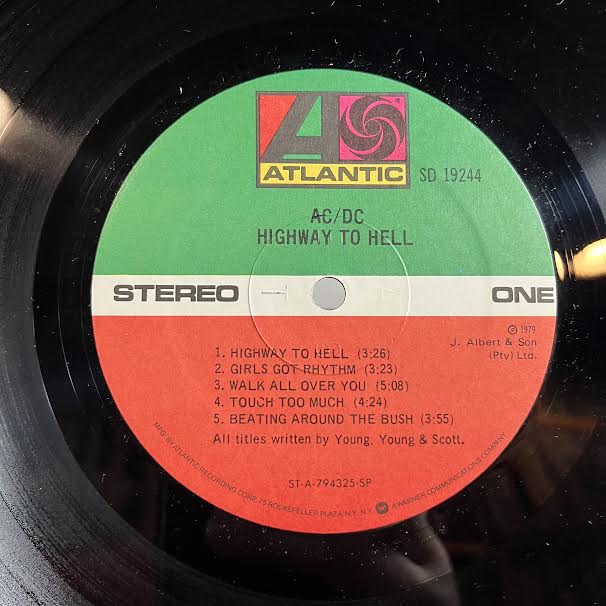 ATLANTIC
®
SD 19244
AC/DC
HIGHWAY TO HELL
STEREO
ONE
℗ 1979
J. Albert & Son
(Pty) Ltd.
1. HIGHWAY TO HELL (3:26)
2. GIRLS GOT RHYTHM (3:23)
3. WALK ALL OVER YOU (5:08)
4. TOUCH TOO MUCH (4:24)
5. BEATING AROUND THE BUSH (3:55)
All titles written by Young, Young & Scott.
ST-A-794325-SP
MFG. BY ATLANTIC RECORDING CORP., 75 ROCKEFELLER PLAZA, N.Y., N.Y. W A WARNER COMMUNICATIONS COMPANY